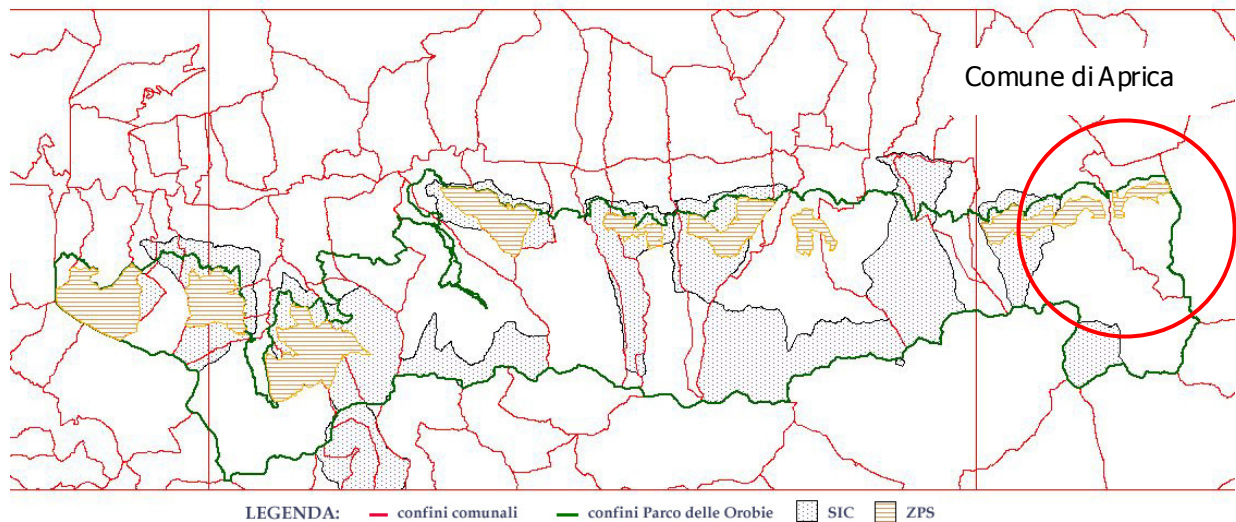 Comune di Aprica
LEGENDA: confini comunali confini Parco delle Orobie SIC ZPS